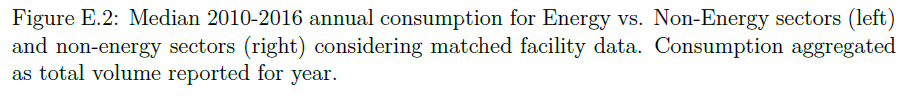 Figure E.2: Median 2010-2016 annual consumption for Energy vs. Non-Energy sectors (left)
and non-energy sectors (right) considering matched facility data. Consumption aggregated
as total volume reported for year.